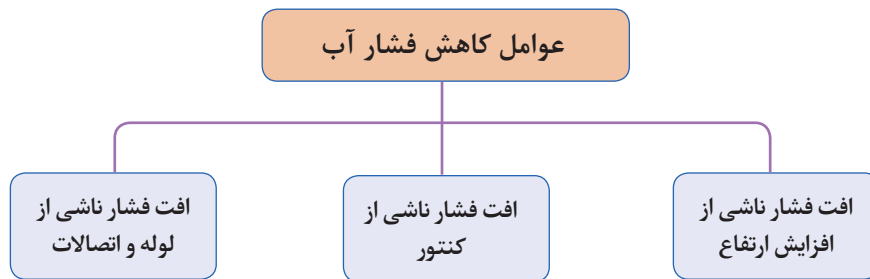 عوامل کاهش فشار آب
افت فشار ناشی از
افزایش ارتفاع
افت فشار ناشی از
کنتور
افت فشار ناشی از
لوله و اتصالات